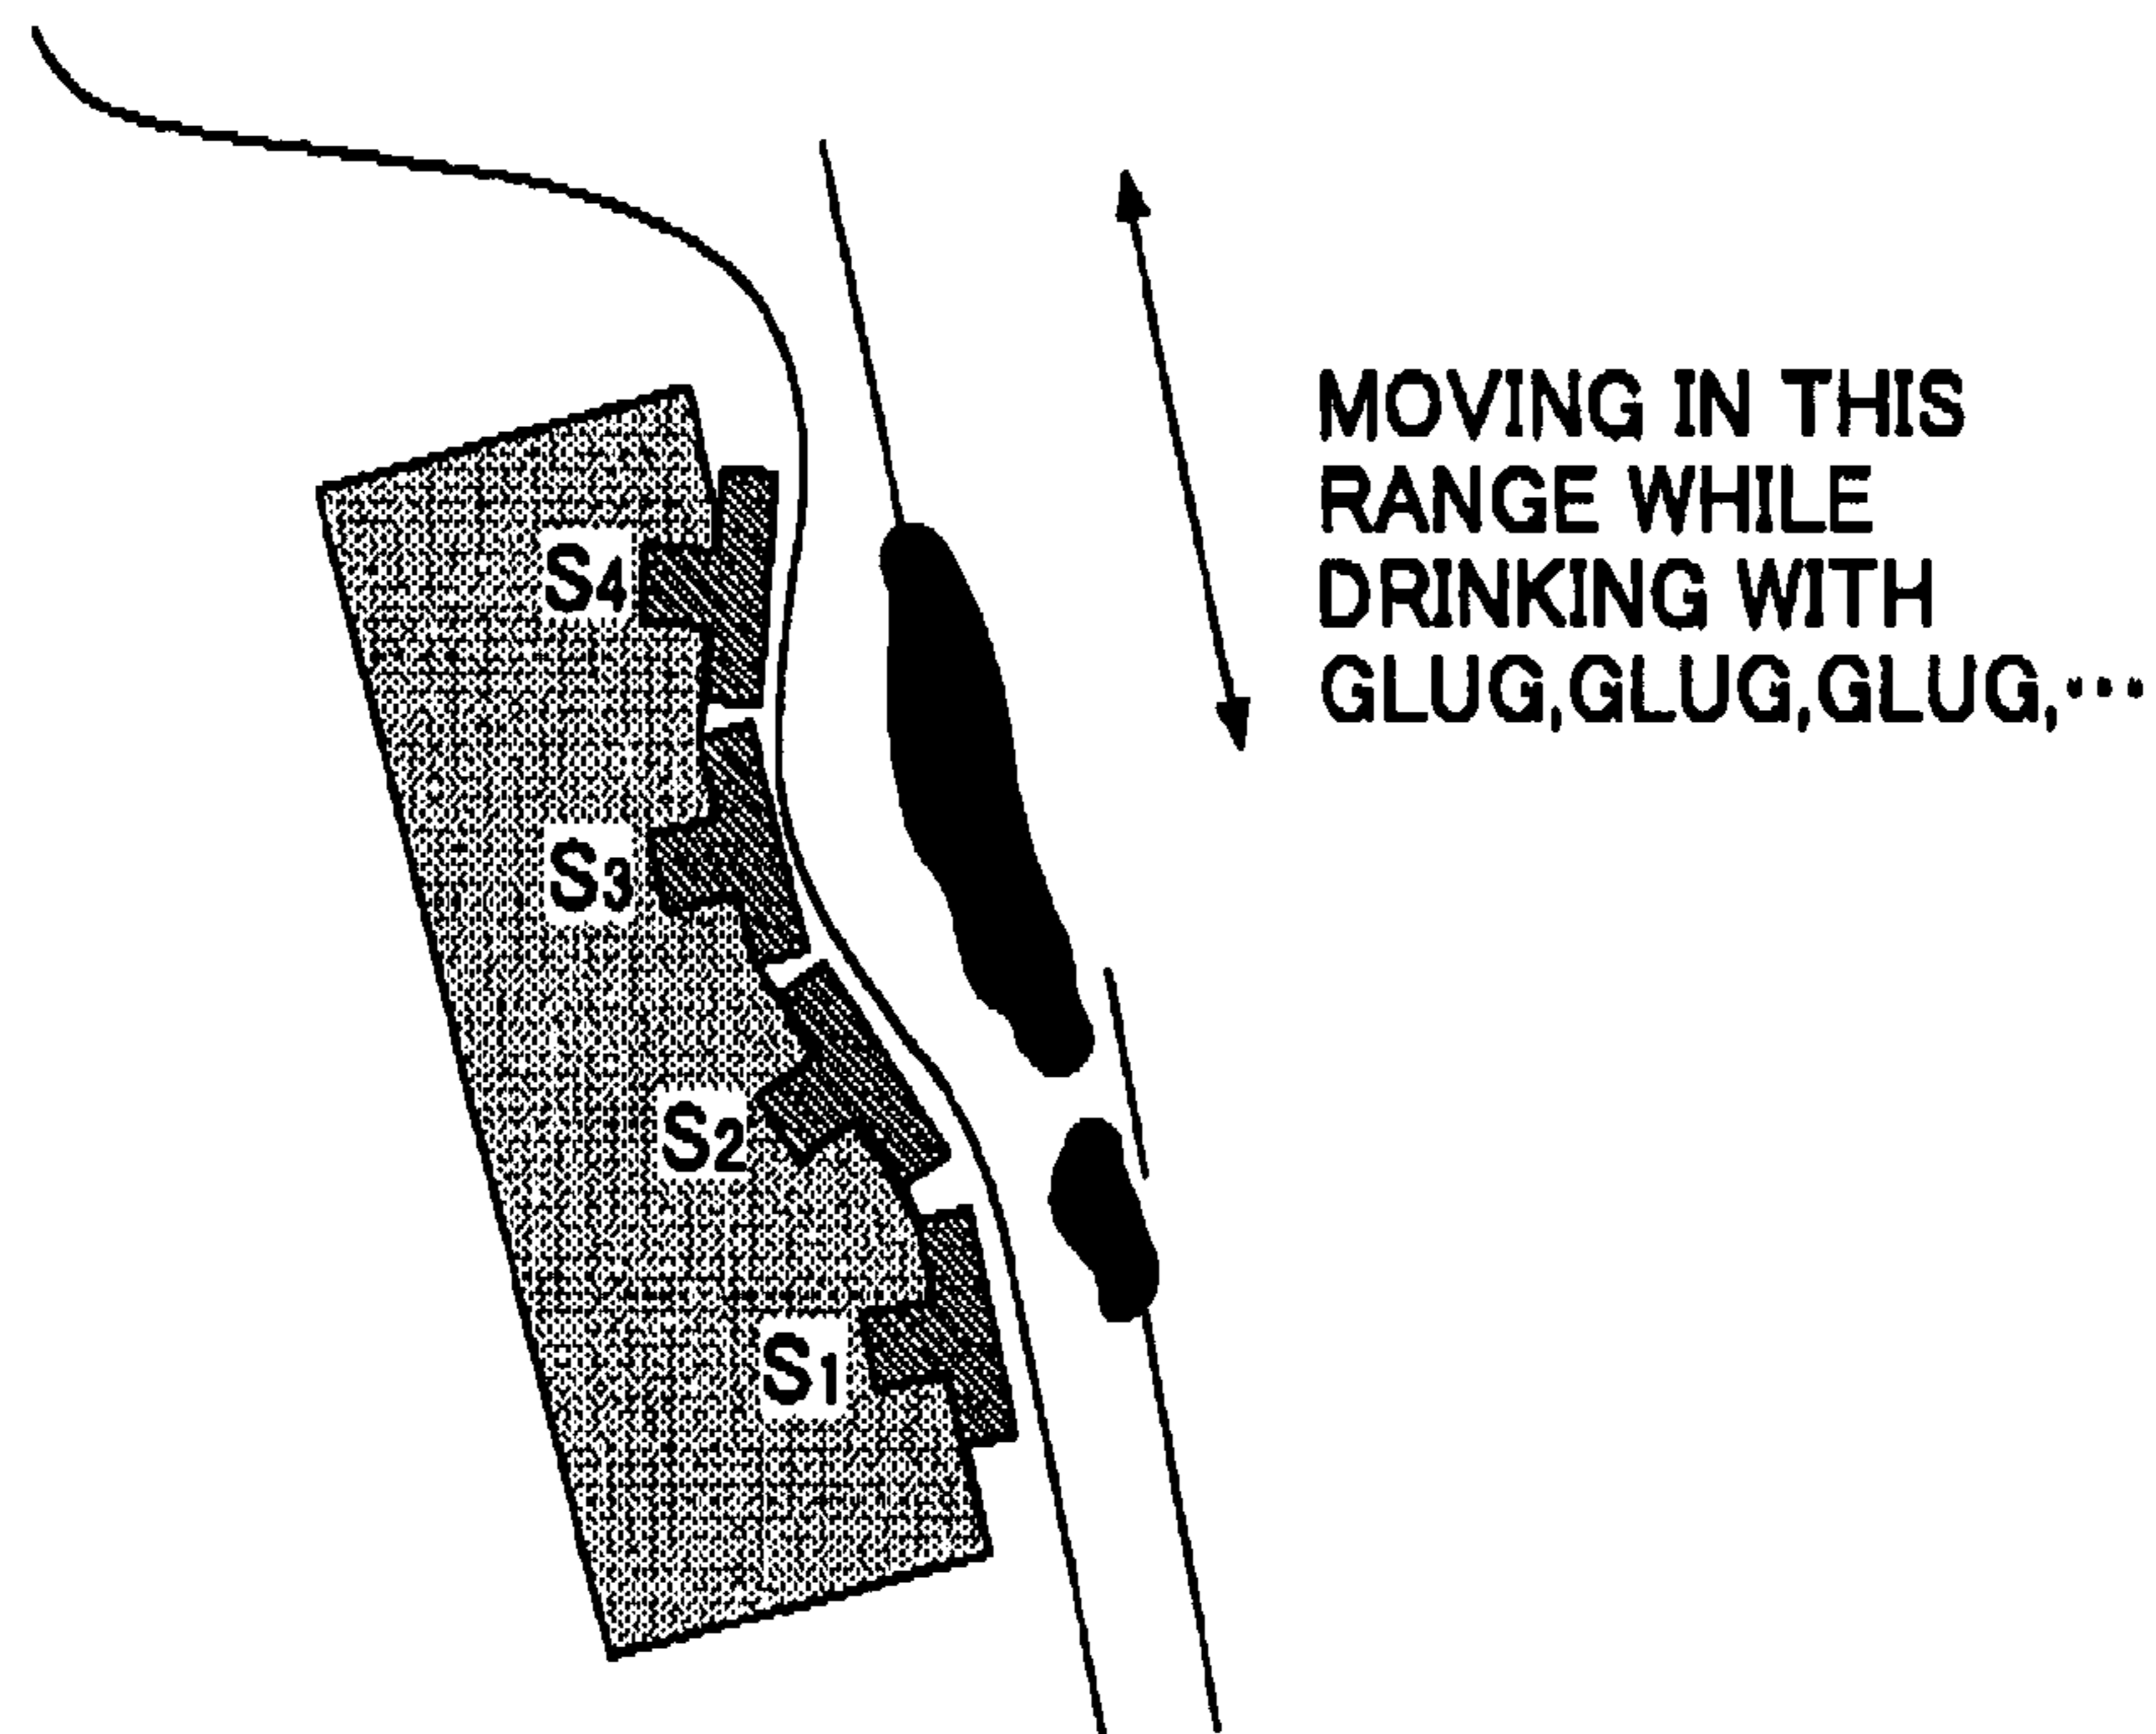 MOVING IN THIS
RANGE WHILE
DRINKING WITH
GLUG,GLUG,GLUG,···
S4
S3
S2
S1